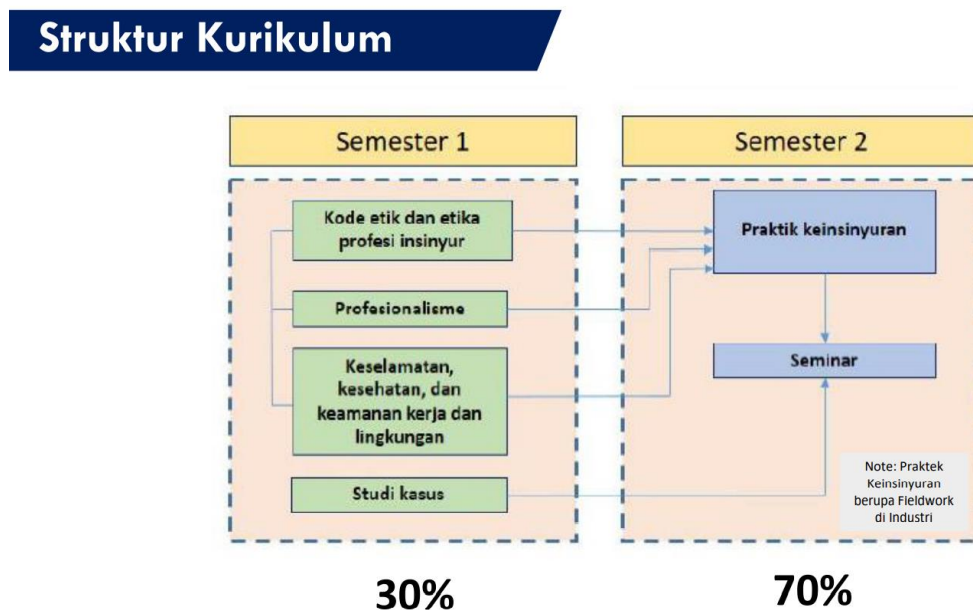 Struktur Kurikulum
Semester 1
Kode etik dan etika
profesi insinyur
Profesionalisme
Keselamatan,
kesehatan, dan
keamanan kerja dan
lingkungan
Studi kasus
30%
Semester 2
Praktik keinsinyuran
Seminar
Note: Praktek
Keinsinyuran
berupa Fieldwork
di Industri
70%